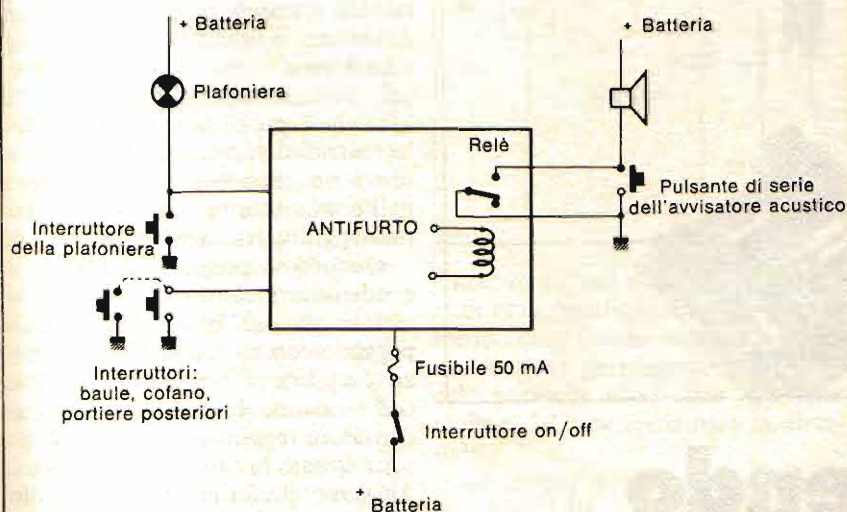 + Batteria
+ Batteria
Plafoniera
Relè
Pulsante di serie
dell'avvisatore acustico
ANTIFURTO
Interruttore
della plafoniera
Interruttori:
baule, cofano,
portiere posteriori
Fusibile 50 mA
Interruttore on/off
+
Batteria